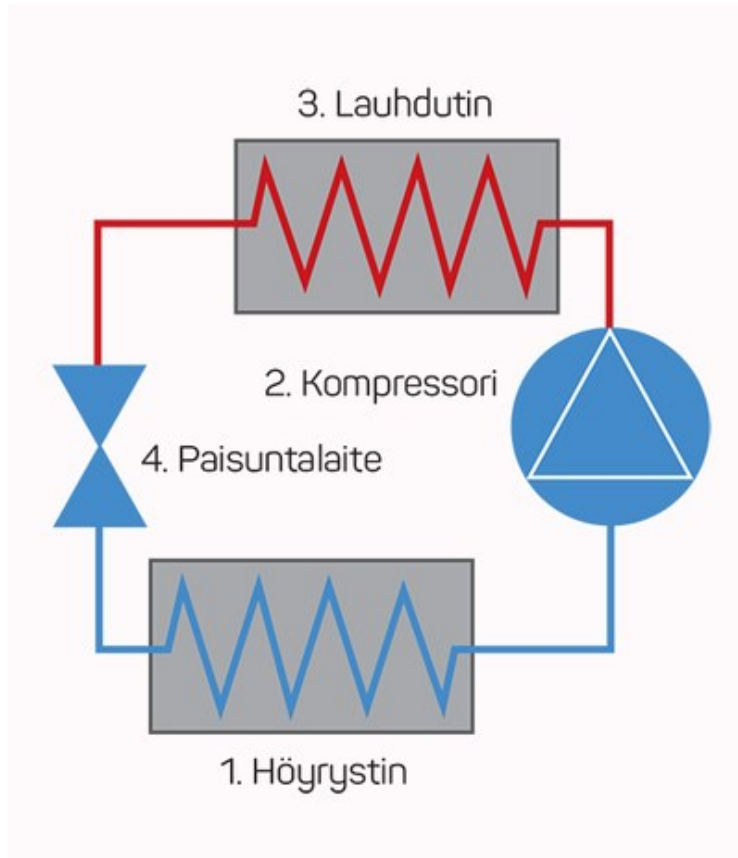 3. Lauhdutin
2. Kompressori
4. Paisuntalaite
1. Höyrystin